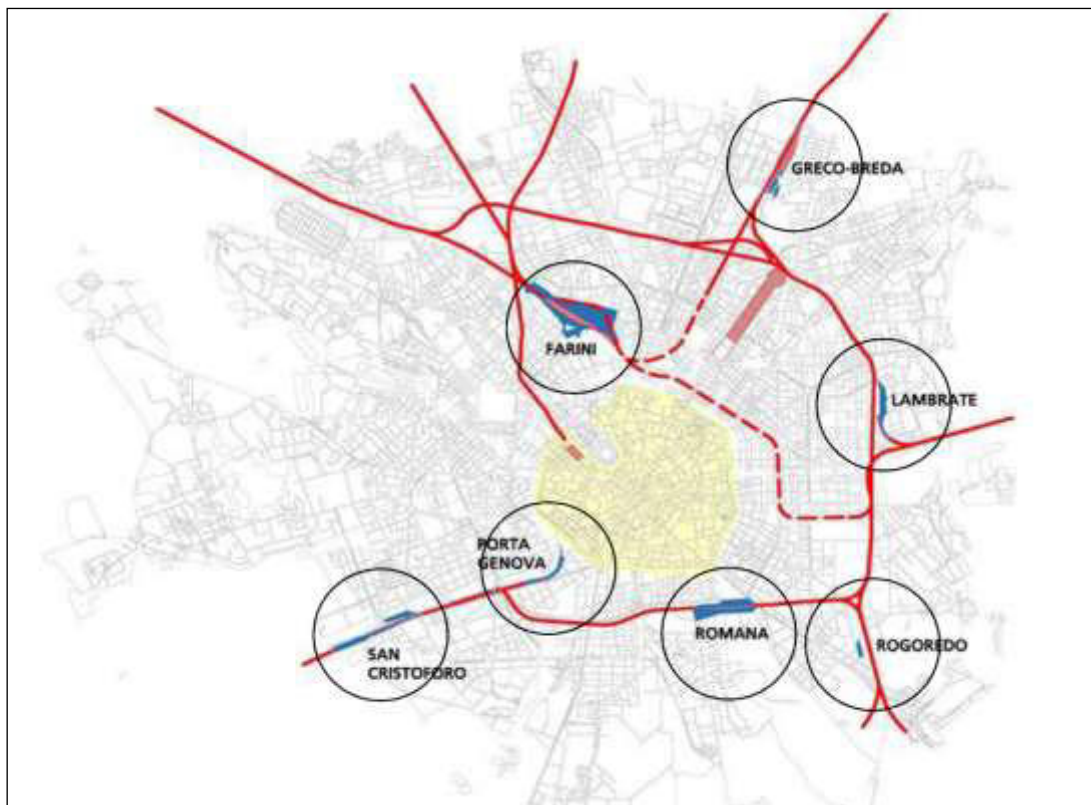 GRECO-BREDA
FARINI
LAMBRATE
PORTA
GENOVA
ROMANA
SAN
CRISTOFORO
ROGOREDO